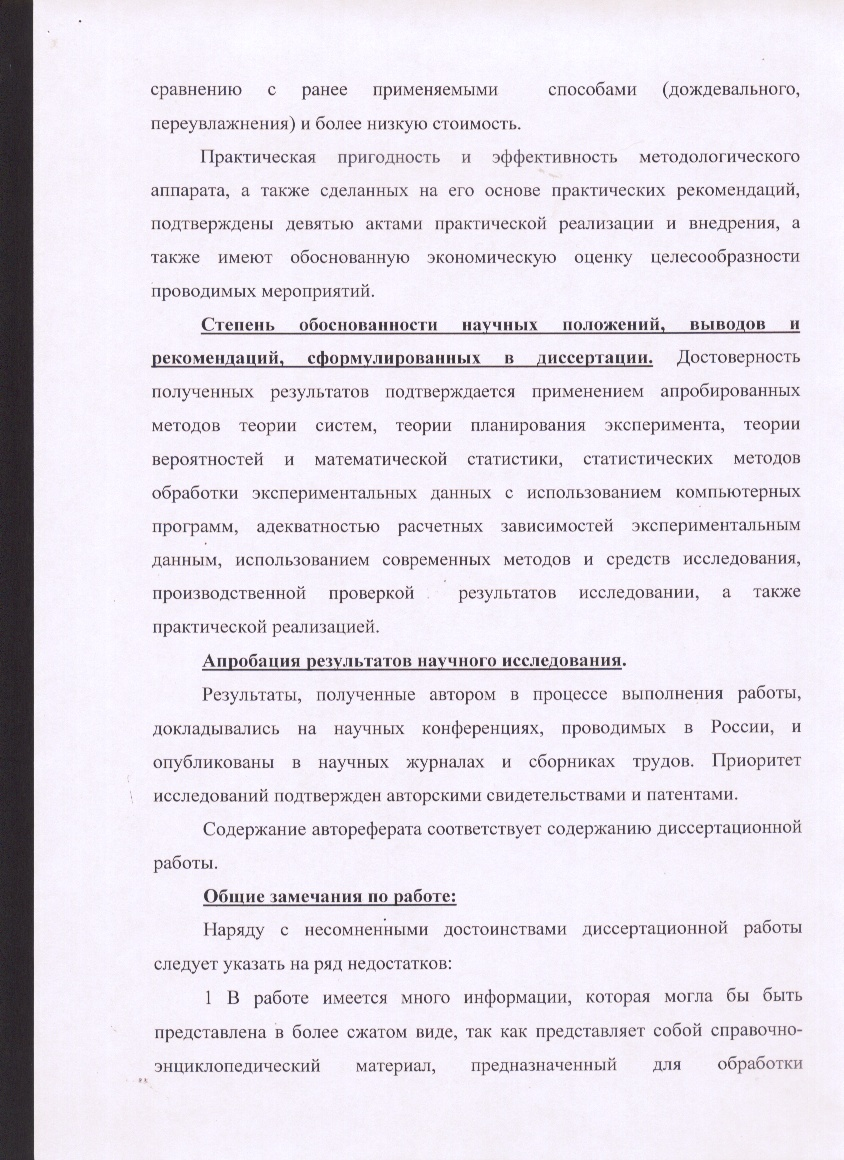 сравнению с ранее применяемыми способами (дождевального,
переувлажнения) и более низкую стоимость.
Практическая пригодность и эффективность методологического
аппарата, а также сделанных на его основе практических рекомендаций,
подтверждены девятью актами практической реализации и внедрения, а
также имеют обоснованную экономическую оценку целесообразности
проводимых мероприятий.
Степень обоснованности научных положений, выводов и
рекомендаций, сформулированных в диссертации. Достоверность
полученных результатов подтверждается применением апробированных
методов теории систем, теории планирования эксперимента, теории
вероятностей и математической статистики, статистических методов
обработки экспериментальных данных с использованием компьютерных
программ, адекватностью расчетных зависимостей экспериментальным
данным, использованием современных методов и средств исследования,
производственной проверкой результатов исследовании, а также
практической реализацией.
Апробация результатов научного исследования.
Результаты, полученные автором в процессе выполнения работы,
докладывались на научных конференциях, проводимых в России, и
опубликованы в научных журналах и сборниках трудов. Приоритет
исследований подтвержден авторскими свидетельствами и патентами.
Содержание автореферата соответствует содержанию диссертационной
работы.
Общие замечания по работе:
Наряду с несомненными достоинствами диссертационной работы
следует указать на ряд недостатков:
1 В работе имеется много информации, которая могла бы быть
представлена в более сжатом виде, так как представляет собой справочно-
энциклопедический материал, предназначенный для обработки